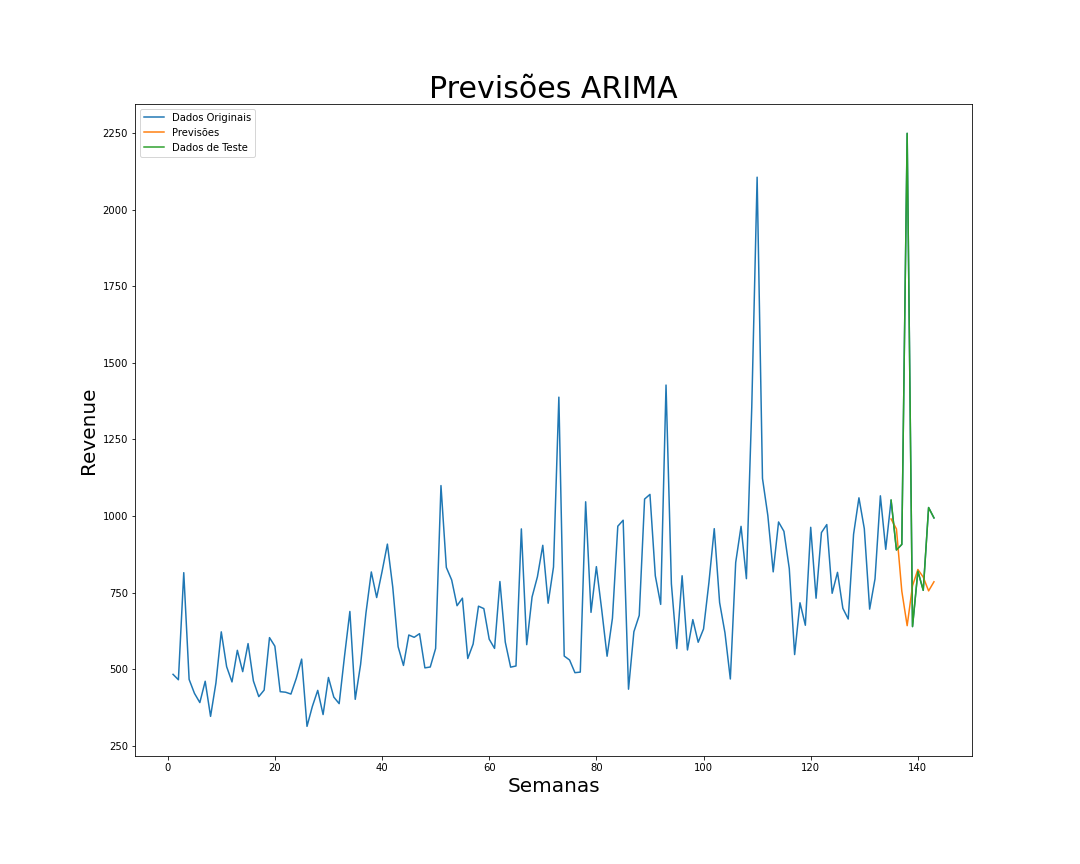 Previsões ARIMA
Dados Originais
Previsões
Dados de Teste
Revenue
2250
2000
1750
1500
1250
1000
750
500
250
0 20 40 60 80 100 120 140
Semanas